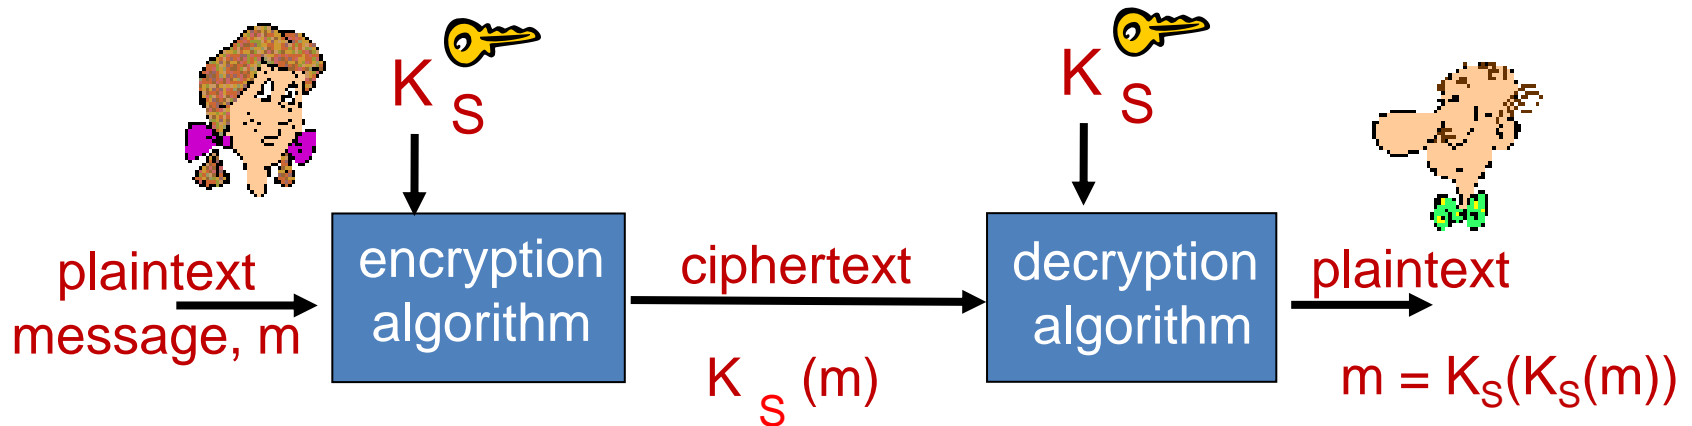 K S
K S
plaintext
message, m
encryption
algorithm
ciphertext
K S (m)
decryption
algorithm
plaintext
m = KS(KS(m))